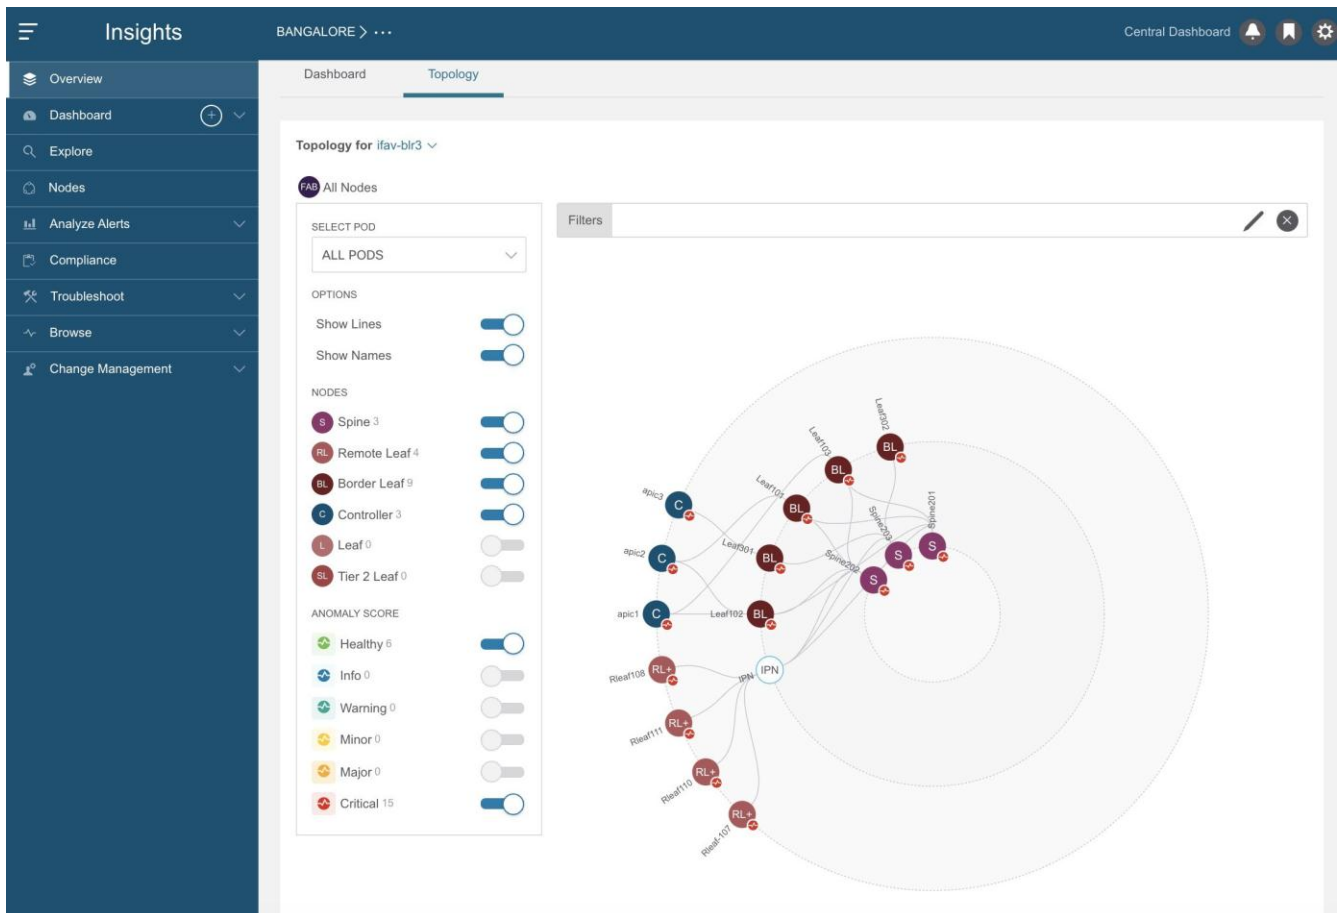 Insights
BANGALORE > ···
Central Dashboard
Overview
Dashboard
Explore
Nodes
Analyze Alerts
Compliance
Troubleshoot
Browse
Change Management
Dashboard
Topology
Topology for ifav-blr3
FAB All Nodes
SELECT POD
ALL PODS
OPTIONS
Show Lines
Show Names
NODES
S Spine 3
RL Remote Leaf 4
BL Border Leaf 9
C Controller 3
L Leaf 0
SL Tier 2 Leaf 0
ANOMALY SCORE
Healthy 6
Info 0
Warning 0
Minor 0
Major 0
Critical 15
Filters
Leaf302
BL
Leaf103
BL
Leaf101
BL
Leaf301
BL
Leaf102
BL
apic3
C
apic2
C
apic1
C
Spine201
S
Spine203
S
Spine202
S
IPN
IPN
Rleaf108
RL+
Rleaf111
RL+
Rleaf110
RL+
Rleaf-107
RL+